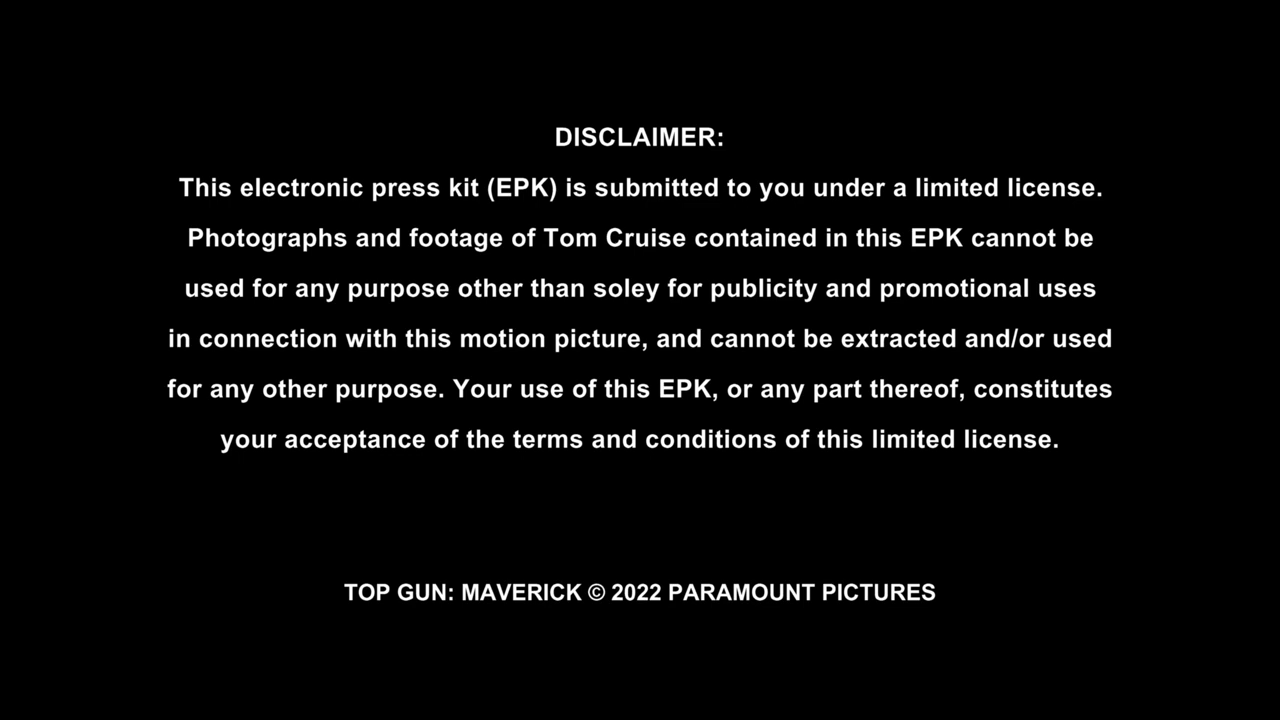 DISCLAIMER:
This electronic press kit (EPK) is submitted to you under a limited license.
Photographs and footage of Tom Cruise contained in this EPK cannot be
used for any purpose other than soley for publicity and promotional uses
in connection with this motion picture, and cannot be extracted and/or used
for any other purpose. Your use of this EPK, or any part thereof, constitutes
your acceptance of the terms and conditions of this limited license.
TOP GUN: MAVERICK © 2022 PARAMOUNT PICTURES